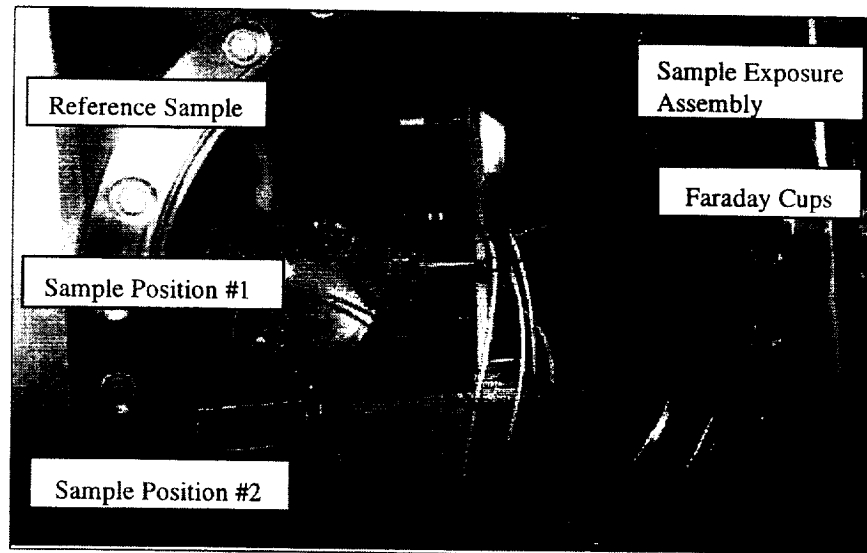 Reference Sample
Sample Exposure
Assembly
Faraday Cups
Sample Position #1
Sample Position #2